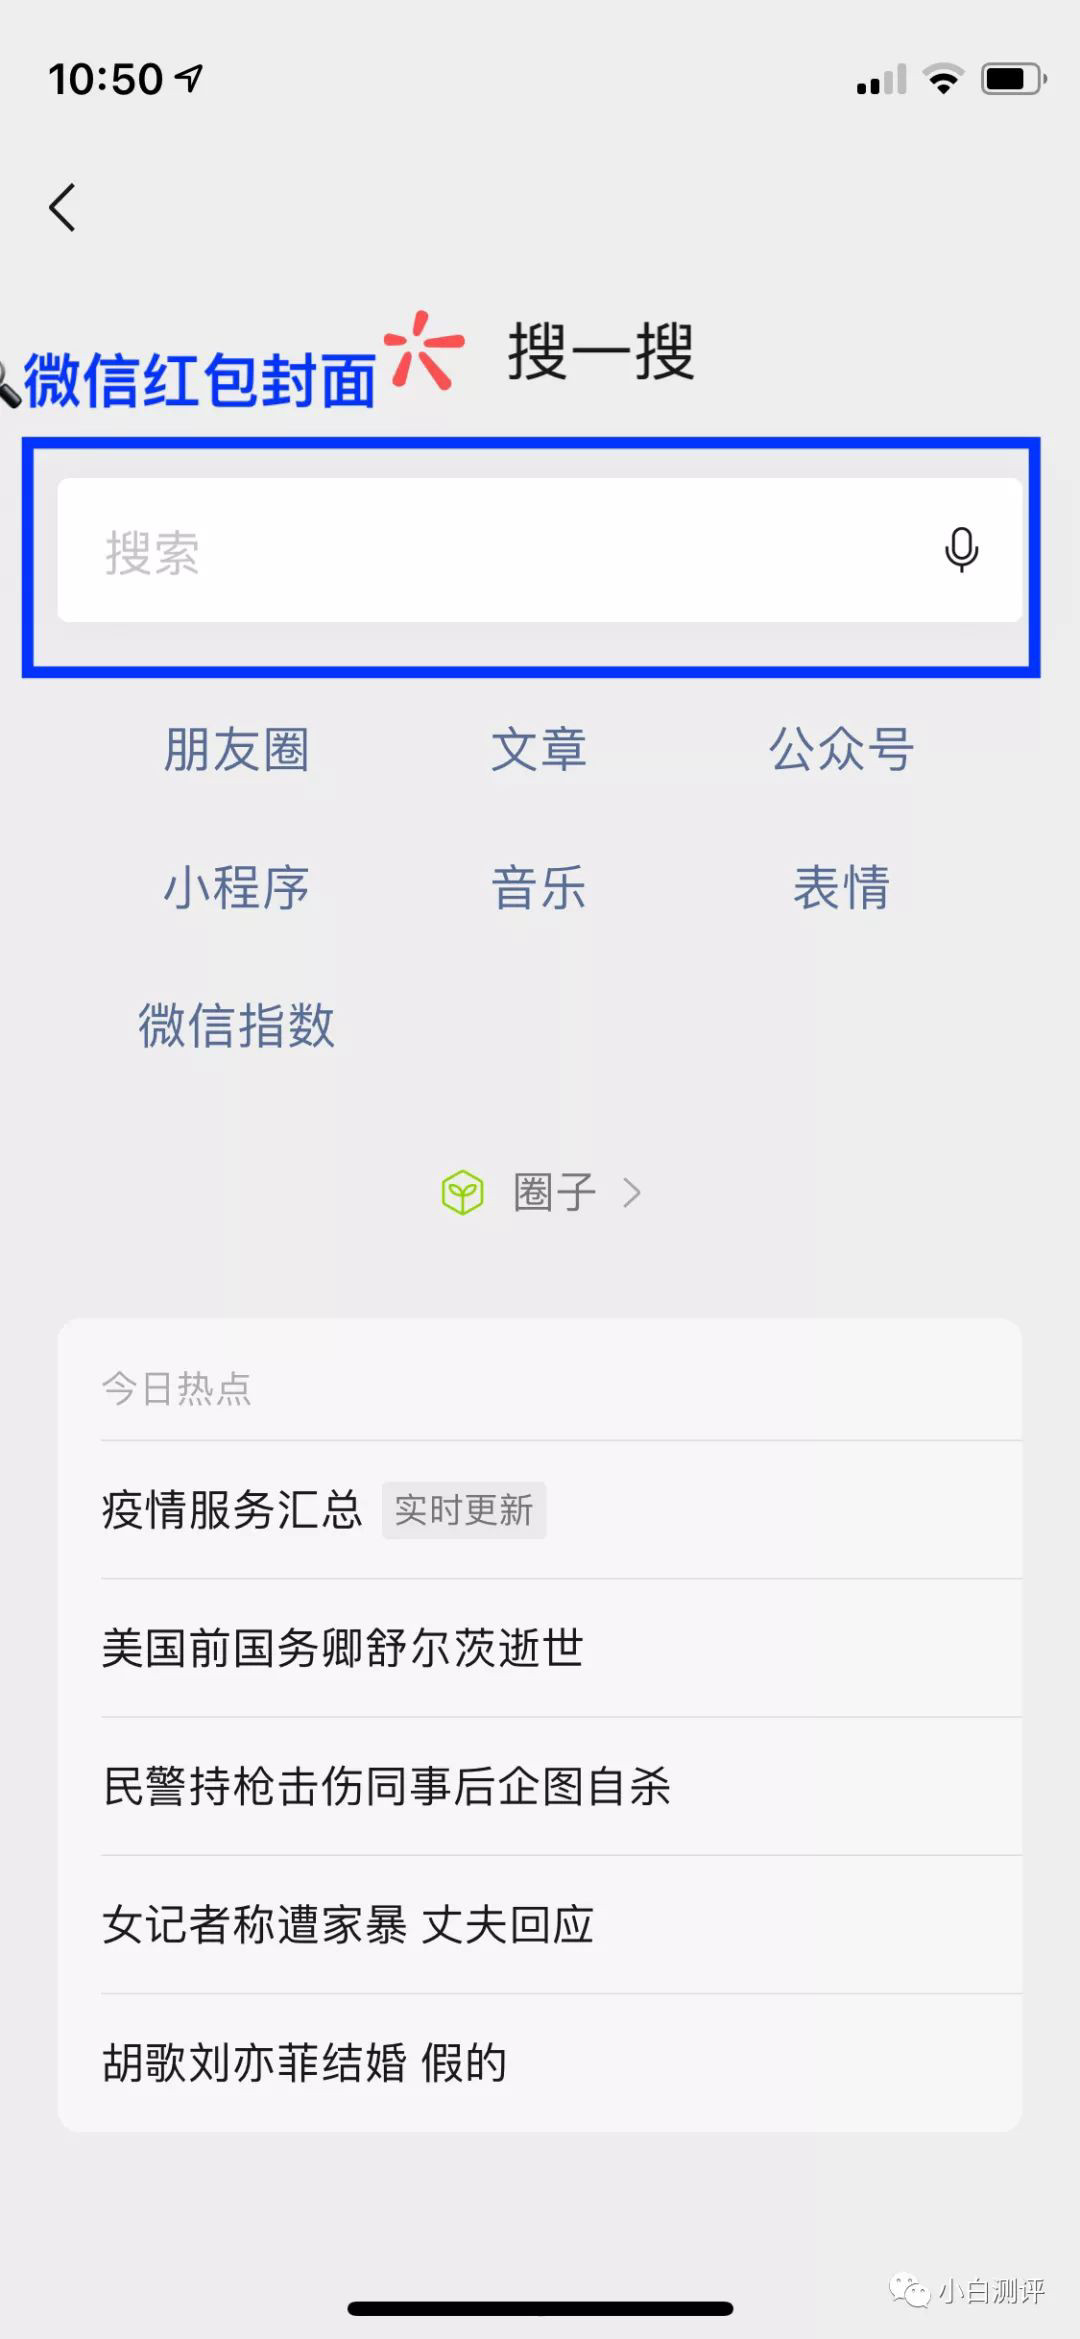 10:50
搜一搜
微信红包封面
搜索
朋友圈 文章 公众号
小程序 音乐 表情
微信指数
圈子
今日热点
疫情服务汇总 实时更新
美国前国务卿舒尔茨逝世
民警持枪击伤同事后企图自杀
女记者称遭家暴 丈夫回应
胡歌刘亦菲结婚 假的
小白测评